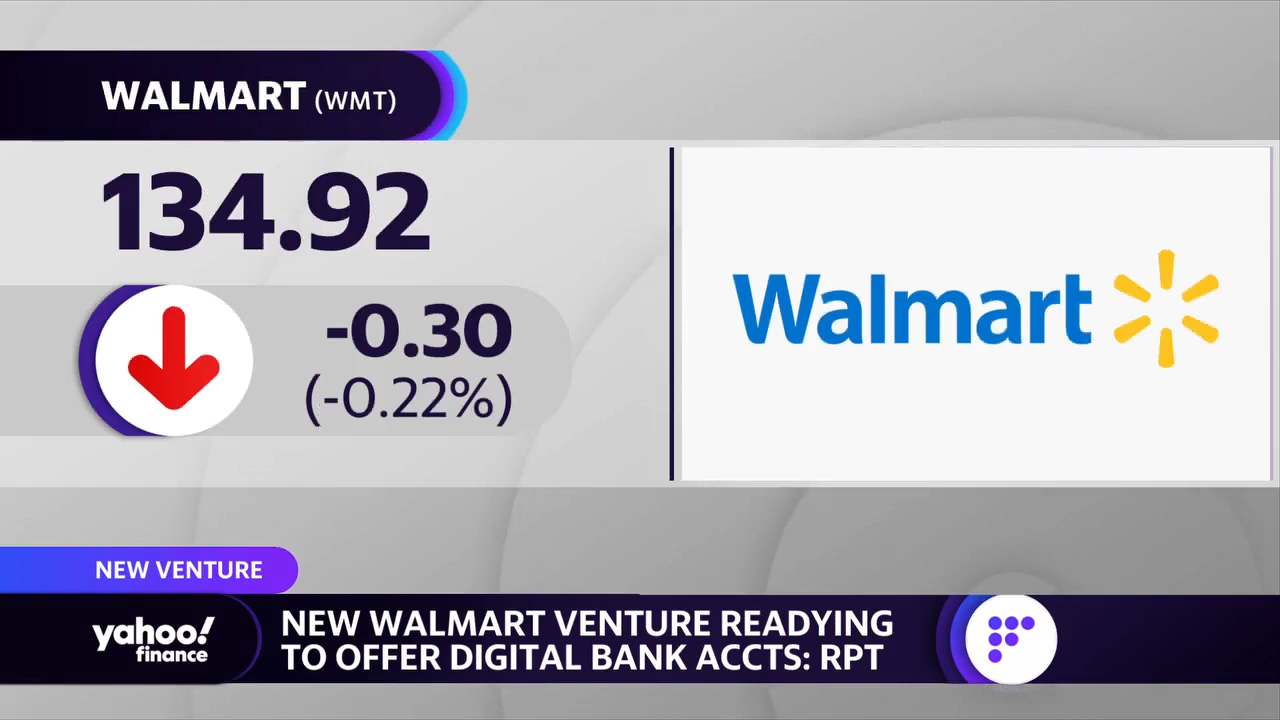 WALMART (WMT)
134.92
-0.30
(-0.22%)
Walmart
NEW VENTURE
yahoo!
finance
NEW WALMART VENTURE READYING
TO OFFER DIGITAL BANK ACCTS: RPT